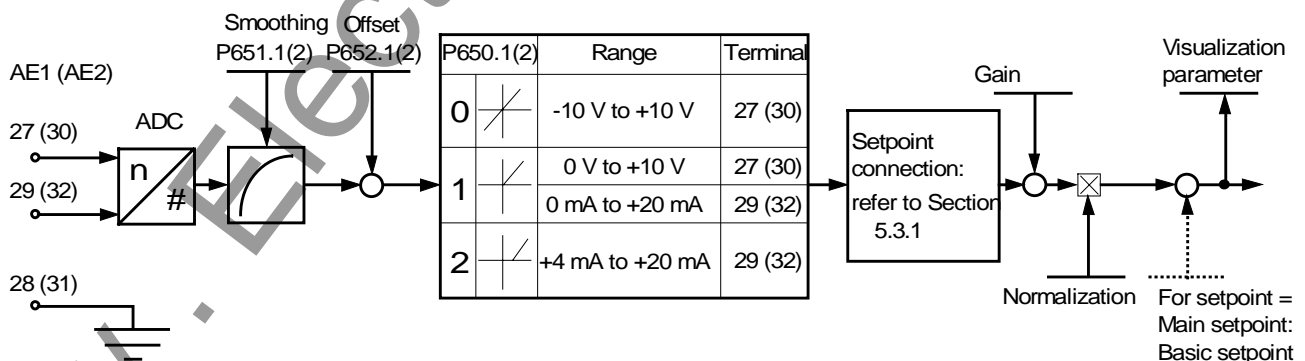 Smoothing Offset
P651.1(2) P652.1(2)
AE1 (AE2)
27 (30)
29 (32)
28 (31)
ADC
n
#
P650.1(2) Range Terminal
0 -10 V to +10 V 27 (30)
1 0 V to +10 V 27 (30)
0 mA to +20 mA 29 (32)
2 +4 mA to +20 mA 29 (32)
Setpoint
connection:
refer to Section
5.3.1
Gain
Normalization
Visualization
parameter
For setpoint =
Main setpoint:
Basic setpoint